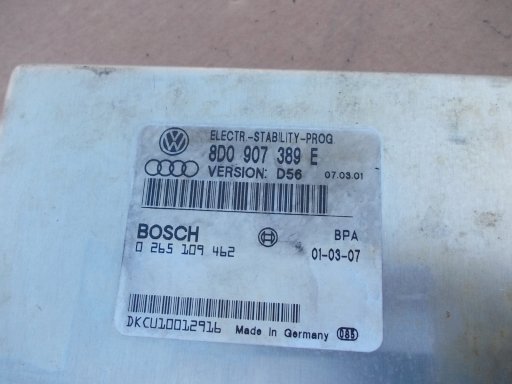 ELECTR.-STABILITY-PROG
8D0 907 389 E
VERSION: D56 07.03.01
BOSCH BPA
0 265 109 462 01-03-07
DKCU10012916 Made in Germany 085